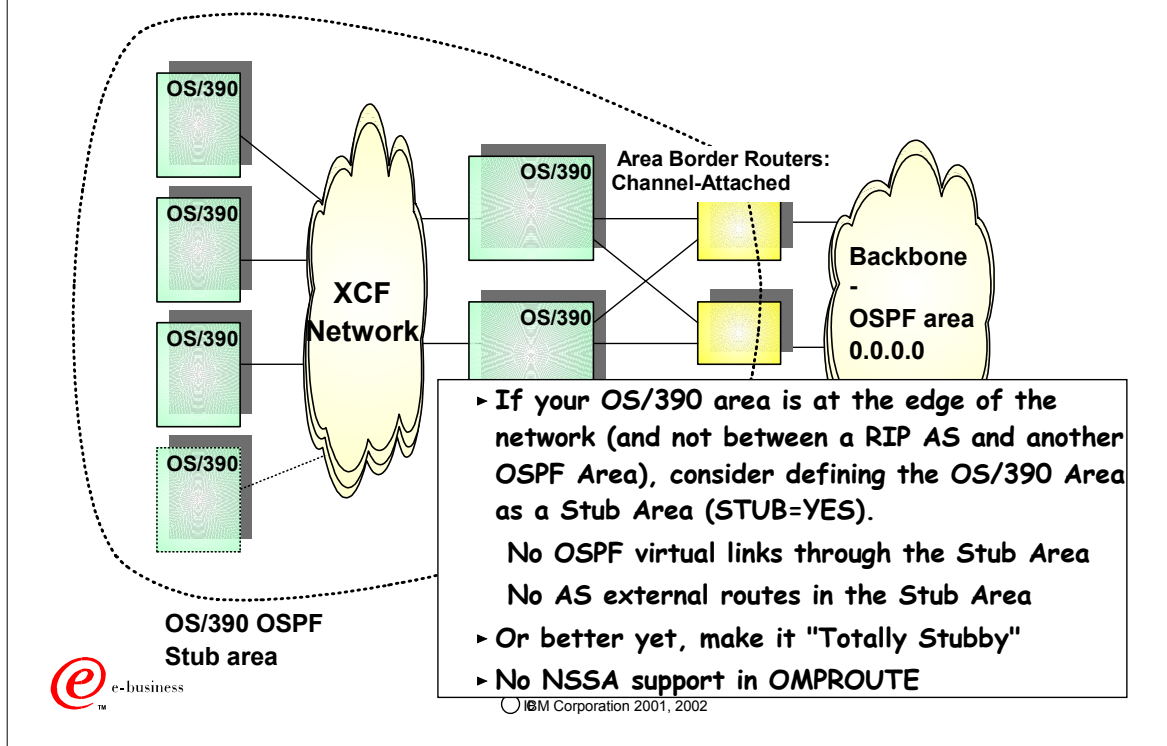 OS/390
OS/390
OS/390
OS/390
XCF
Network
OS/390
OS/390
Area Border Routers:
Channel-Attached
Backbone
-
OSPF area
0.0.0.0
► If your OS/390 area is at the edge of the
network (and not between a RIP AS and another
OSPF Area), consider defining the OS/390 Area
as a Stub Area (STUB=YES).
No OSPF virtual links through the Stub Area
No AS external routes in the Stub Area
► Or better yet, make it "Totally Stubby"
► No NSSA support in OMPROUTE
OS/390 OSPF
Stub area
e e-business
TM
IBM Corporation 2001, 2002